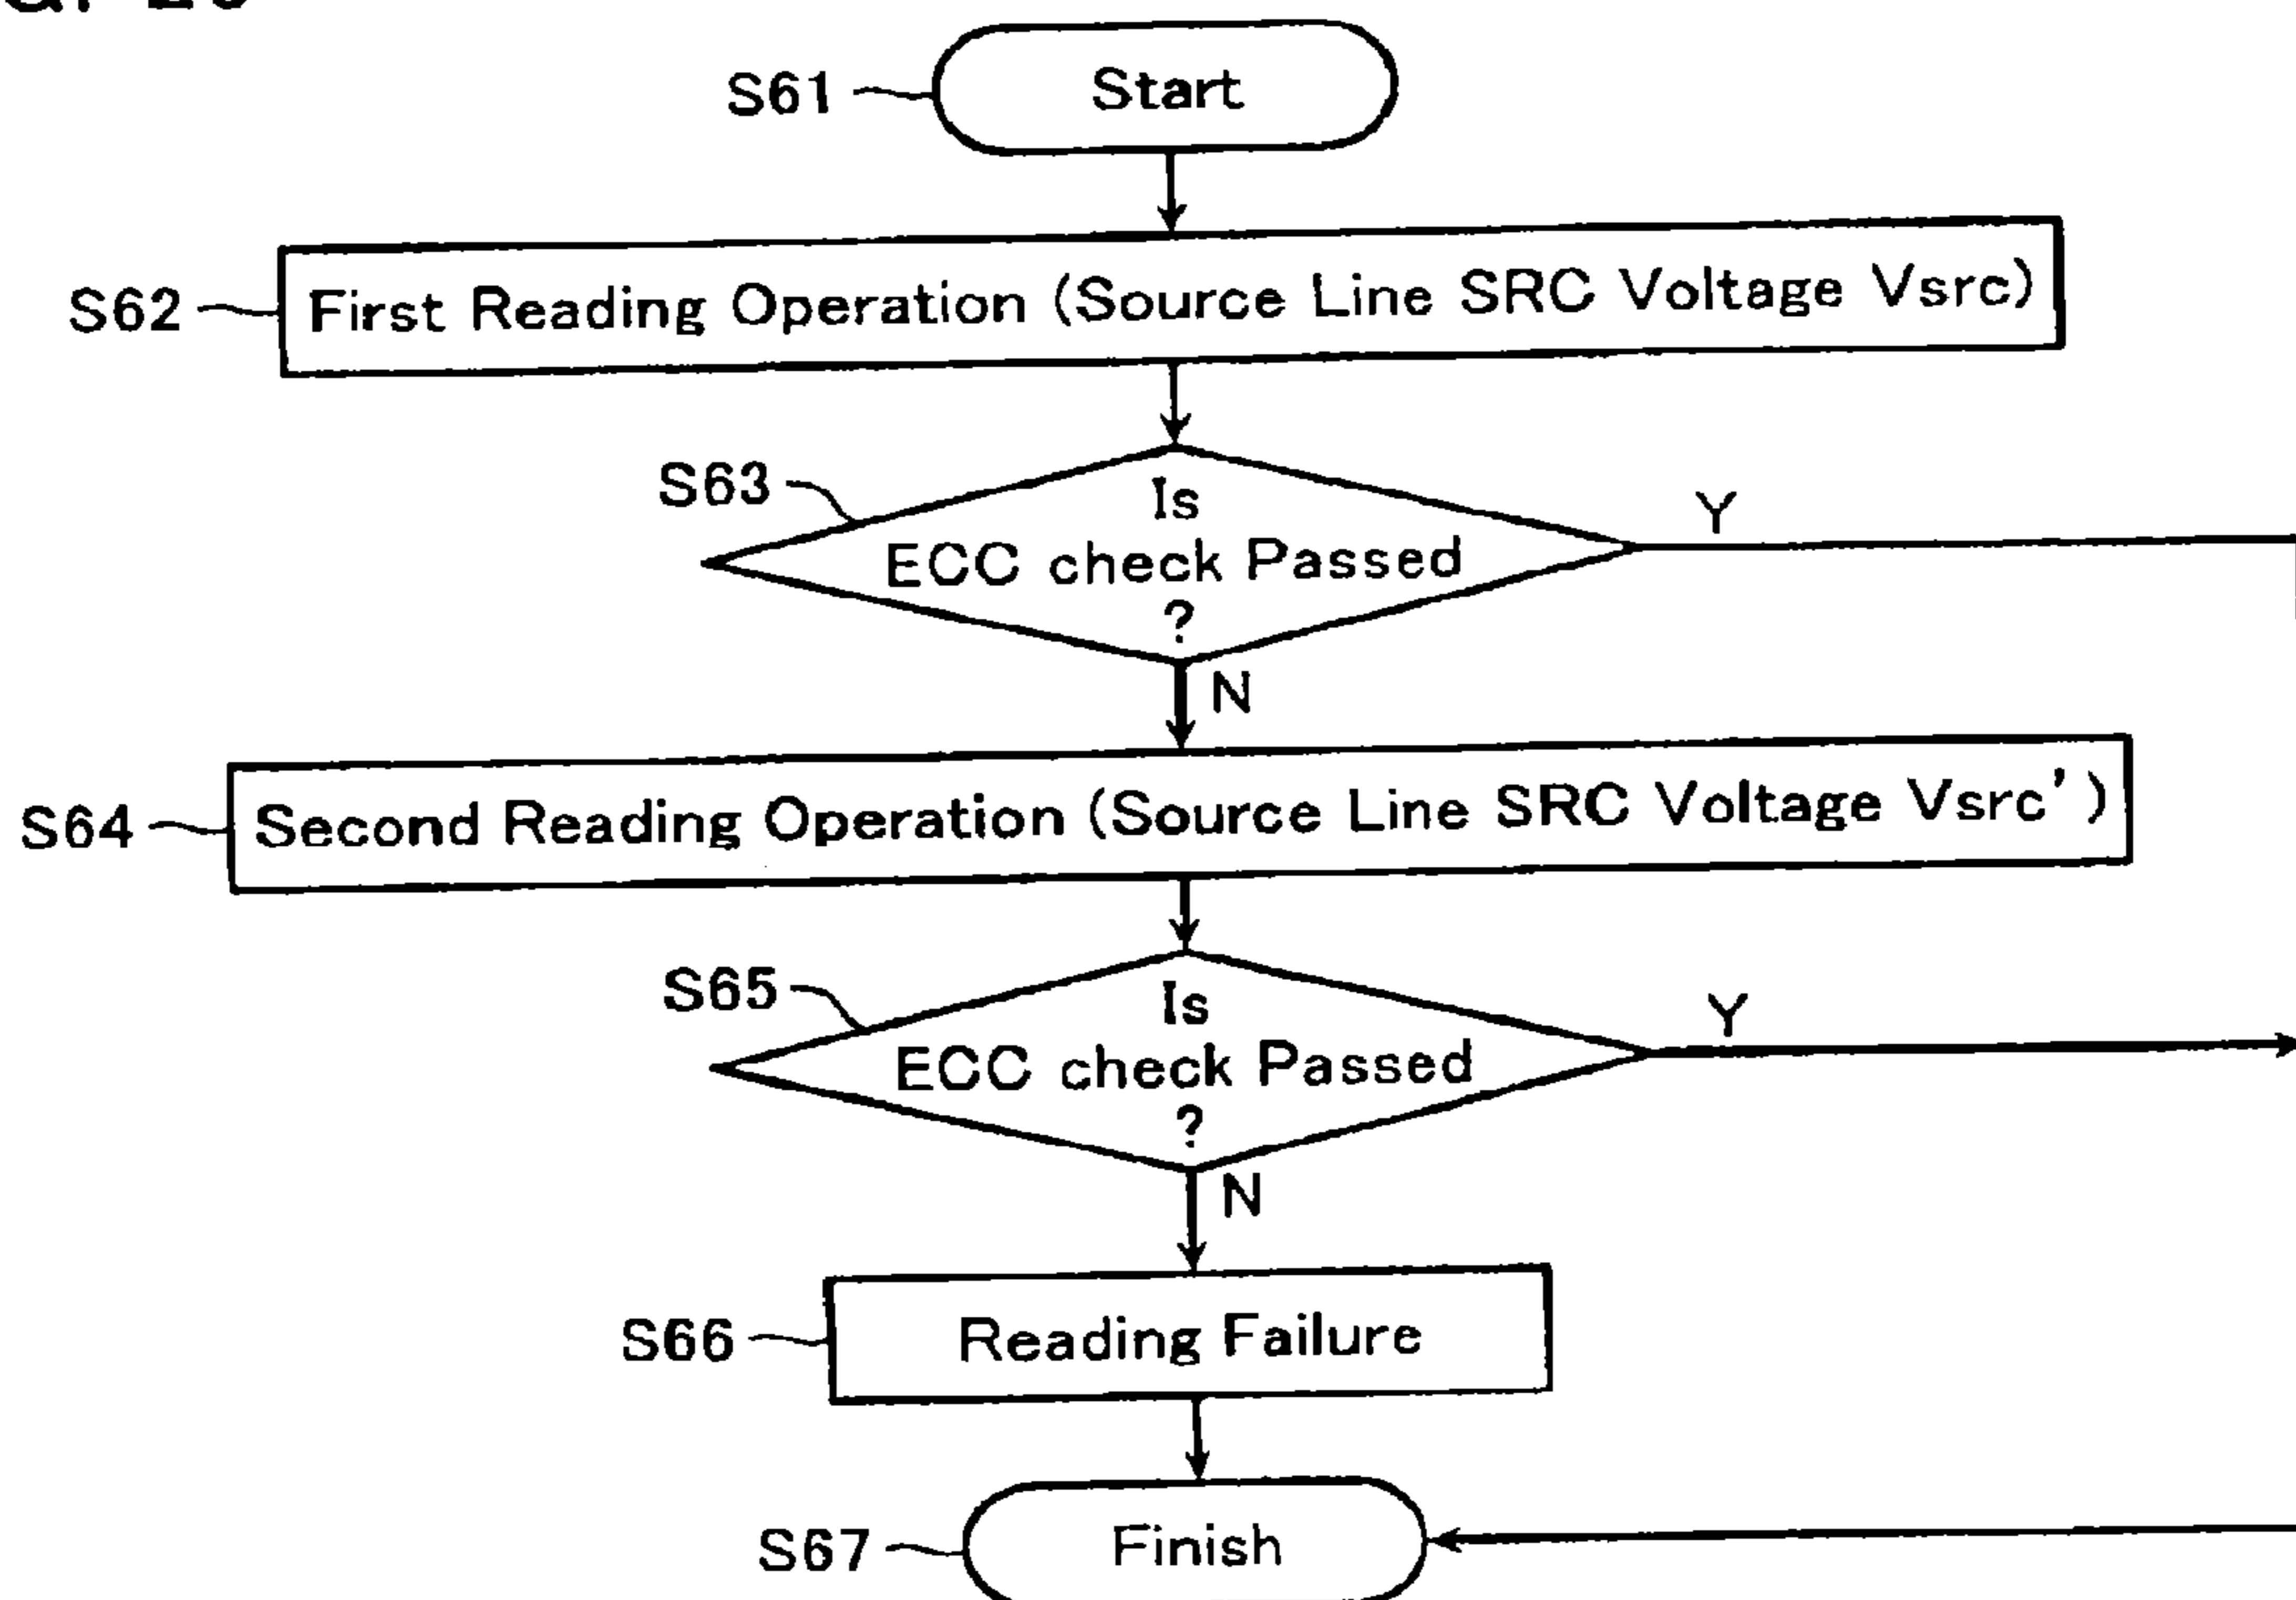 S61
Start
S62
First Reading Operation (Source Line SRC Voltage Vsrc)
S63
Is
ECC check Passed
?
Y
N
S64
Second Reading Operation (Source Line SRC Voltage Vsrc')
S65
Is
ECC check Passed
?
Y
N
S66
Reading Failure
S67
Finish